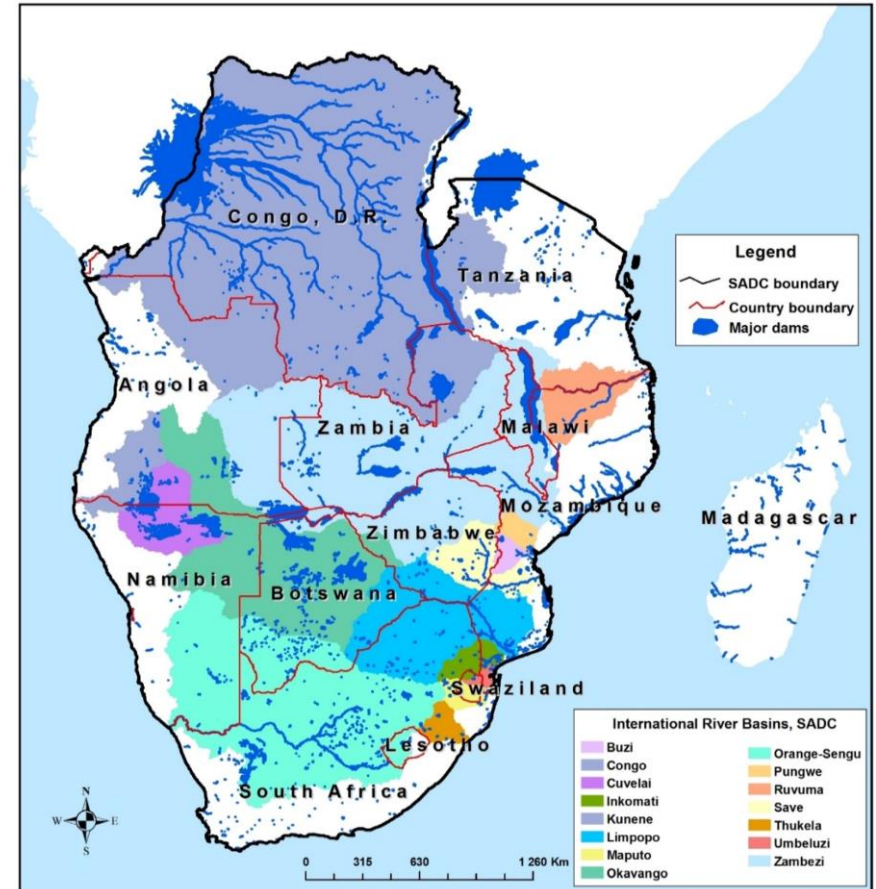 Congo, D.R.
Tanzania
Legend
SADC boundary
Country boundary
Major dams
Angola
Zambia
Malawi
Mozambique
Madagascar
Zimbabwe
Namibia
Botswana
Swaziland
Lesotho
South Africa
N
W E
S
0 315 630 1 260 Km
International River Basins, SADC
Buzi
Congo
Cuvelai
Inkomati
Kunene
Limpopo
Maputo
Okavango
Orange-Sengu
Pungwe
Ruvuma
Save
Thukela
Umbeluzi
Zambezi